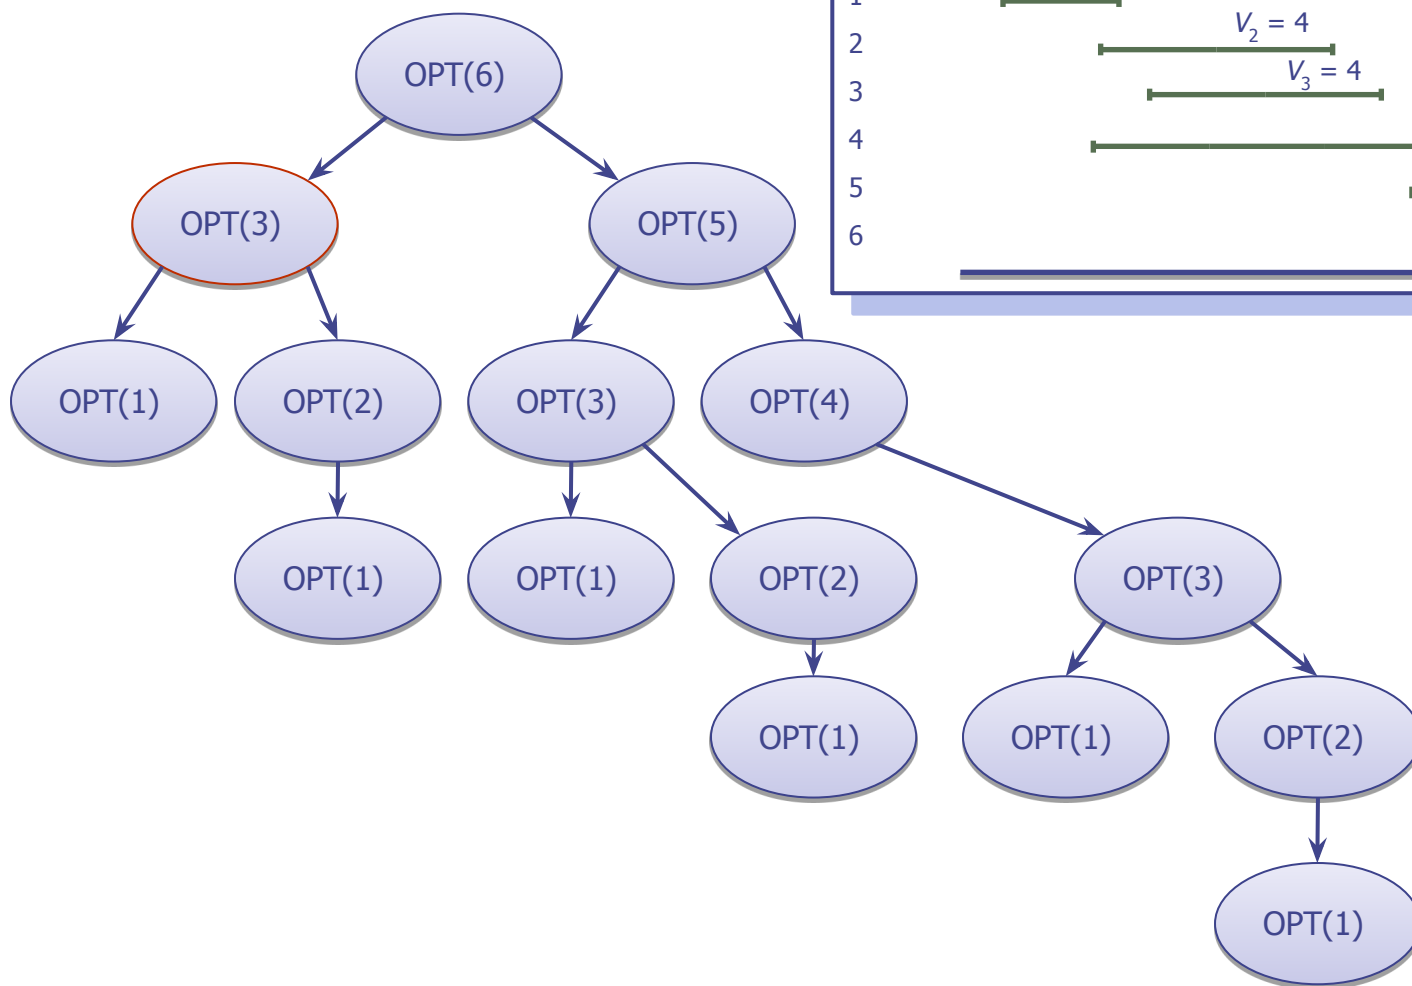 1
V2 = 4
2
V3 = 4
3
4
5
6
OPT(6)
OPT(3) OPT(5)
OPT(1) OPT(2) OPT(3) OPT(4)
OPT(1) OPT(1) OPT(2) OPT(3)
OPT(1) OPT(1) OPT(2)
OPT(1)